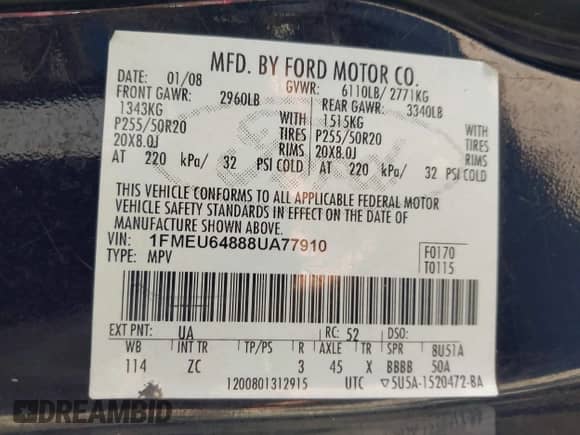 MFD. BY FORD MOTOR CO.
DATE: 01/08 GVWR: 6110LB/ 2771KG
FRONT GAWR: 2960LB REAR GAWR: 3340LB
1343KG WITH 1515KG WITH
P255/50R20 TIRES P255/50R20 TIRES
20X8.0J RIMS 20X8.0J RIMS
AT 220 kPa/ 32 PSI COLD AT 220 kPa/ 32 PSI COLD
THIS VEHICLE CONFORMS TO ALL APPLICABLE FEDERAL MOTOR
VEHICLE SAFETY STANDARDS IN EFFECT ON THE DATE OF
MANUFACTURE SHOWN ABOVE.
VIN: 1FMEU64888UA77910 F0170
TYPE: MPV T0115
EXT PNT: UA RC: 52 DSO:
WB INT TR TP/PS R AXLE TR SPR 8U51A
114 ZC 3 45 X BBBB 50A
1200801312915 UTC ▽5U5A-1520472-BA
DREAMBID